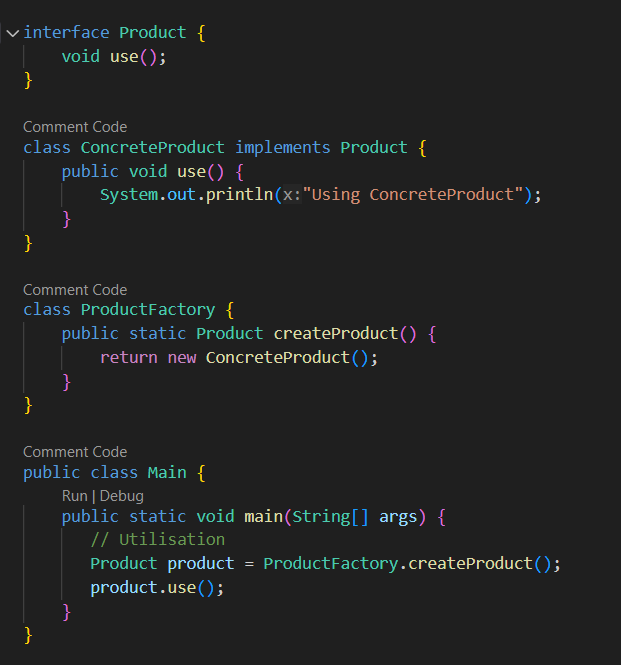 interface Product {
    void use();
}
Comment Code
class ConcreteProduct implements Product {
    public void use() {
        System.out.println(x:"Using ConcreteProduct");
    }
}
Comment Code
class ProductFactory {
    public static Product createProduct() {
        return new ConcreteProduct();
    }
}
Comment Code
public class Main {
    Run | Debug
    public static void main(String[] args) {
       // Utilisation
       Product product = ProductFactory.createProduct();
       product.use();
    }
}